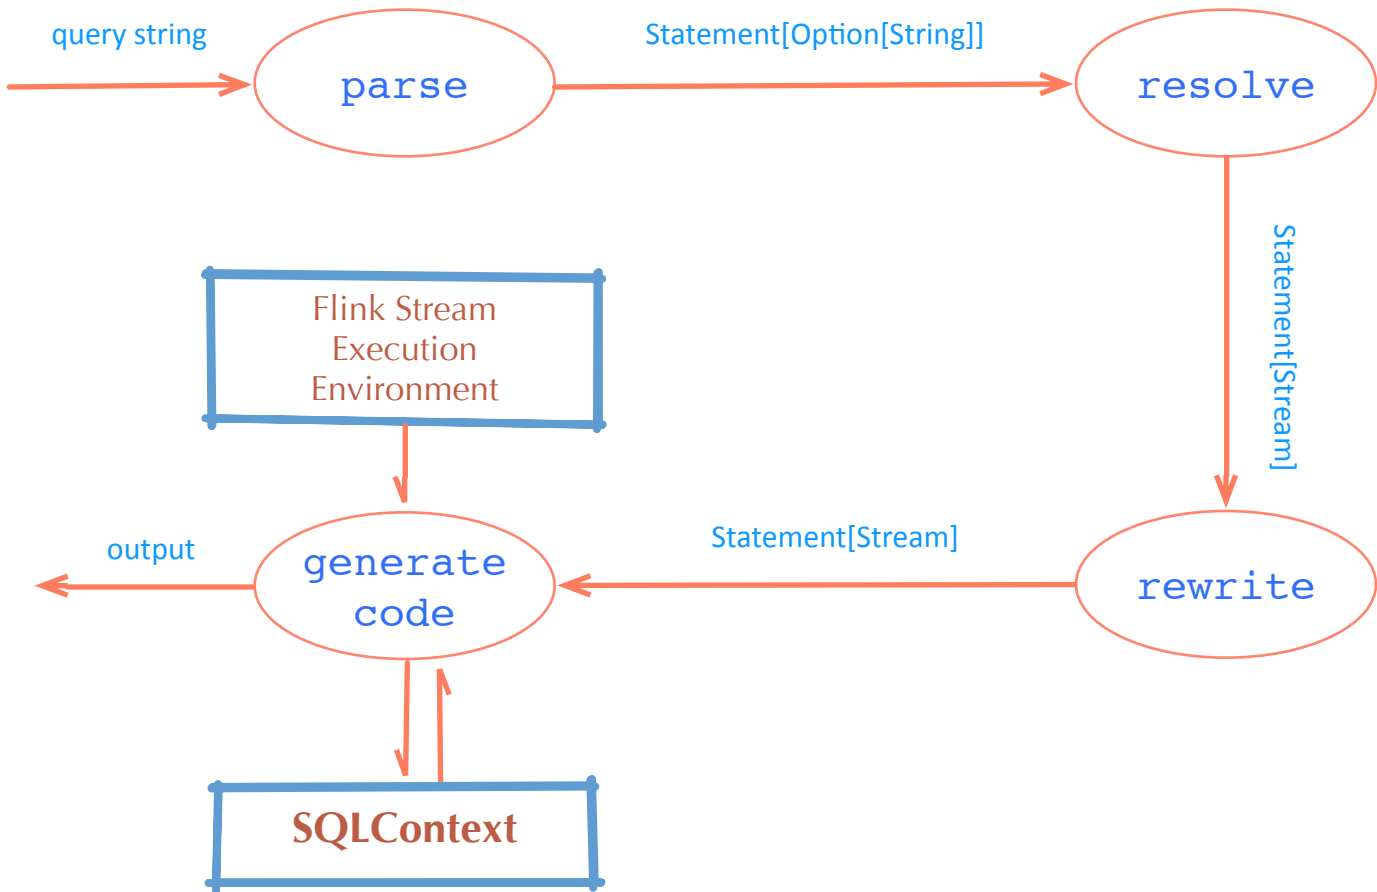 query string
Statement[Option[String]]
parse
resolve
Statement[Stream]
Flink Stream
Execution
Environment
output
Statement[Stream]
generate
code
rewrite
SQLContext